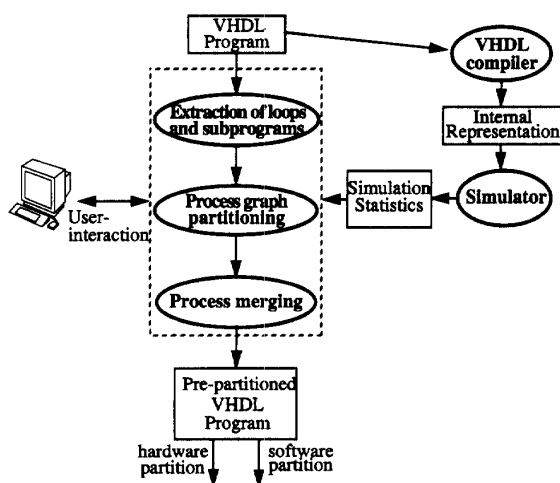 VHDL
Program
VHDL
compiler
Extraction of loops
and subprograms
Internal
Representation
Simulation
Statistics
Simulator
User-
interaction
Process graph
partitioning
Process merging
Pre-partitioned
VHDL
Program
hardware
partition
software
partition